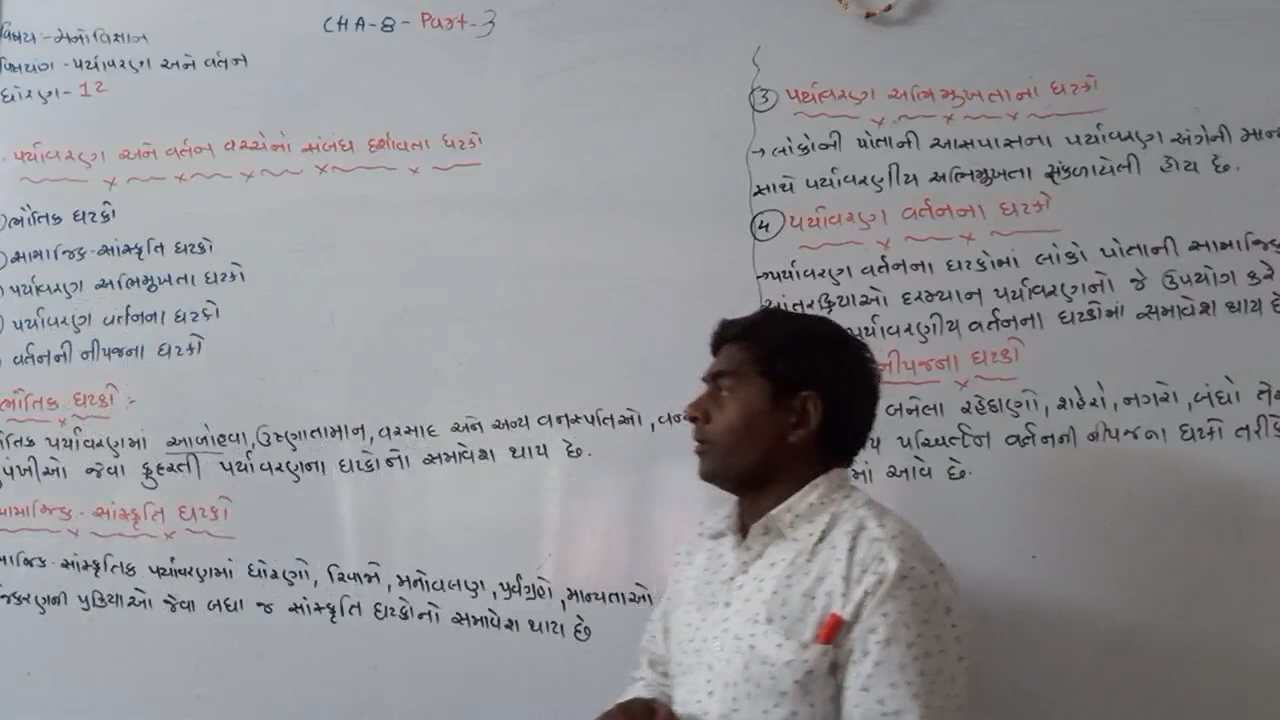 CHA-8- Part-3
વિષય:- મનોવિજ્ઞાન
પર્યાવરણ અને વર્તન
ધોરણ- 12
પર્યાવરણ અને વર્તન વચ્ચેનો સંબંધ દર્શાવતા ઘટકો
ભૌતિક ઘટકો
સામાજિક-સાંસ્કૃતિ ઘટકો
પર્યાવરણ અભિમુખતા ઘટકો
પર્યાવરણ વર્તનના ઘટકો
વર્તનની નીપજના ઘટકો
ભૌતિક ઘટકો :-
પર્યાવરણમાં આબોહવા, ઉષ્ણાતામાન, વરસાદ અને અન્ય વનસ્પતિઓ,
જેવા કુદરતી પર્યાવરણના ઘટકોનો સમાવેશ થાય છે.
સામાજિક - સાંસ્કૃતિ ઘટકો
સાંસ્કૃતિક પર્યાવરણમાં ધોરણો, રિવાજો, મનોવલણ, પૂર્વગ્રહો, માન્યતાઓ
પ્રક્રિયાઓ જેવા બધા જ સાંસ્કૃતિ ઘટકોનો સમાવેશ થાય છે
③ પર્યાવરણ અભિમુખતાનાં ઘટકો
→ લોકોની પોતાની આસપાસના પર્યાવરણ અંગેની
સાથે પર્યાવરણીય અભિમુખતા સંકળાયેલી હોય છે.
④ પર્યાવરણ વર્તનના ઘટકો
→ પર્યાવરણ વર્તનના ઘટકોમાં લોકો પોતાની સામાજિક
આંતરક્રિયાઓ દરમ્યાન પર્યાવરણનો જે ઉપયોગ કરે
પર્યાવરણીય વર્તનના ઘટકોમાં સમાવેશ થાય છે
નીપજના ઘટકો
બનેલા રહેઠાણો, શહેરો, નગરો, બંધો
પરિવર્તન વર્તનની નીપજના ઘટકો તરીકે
આવે છે.